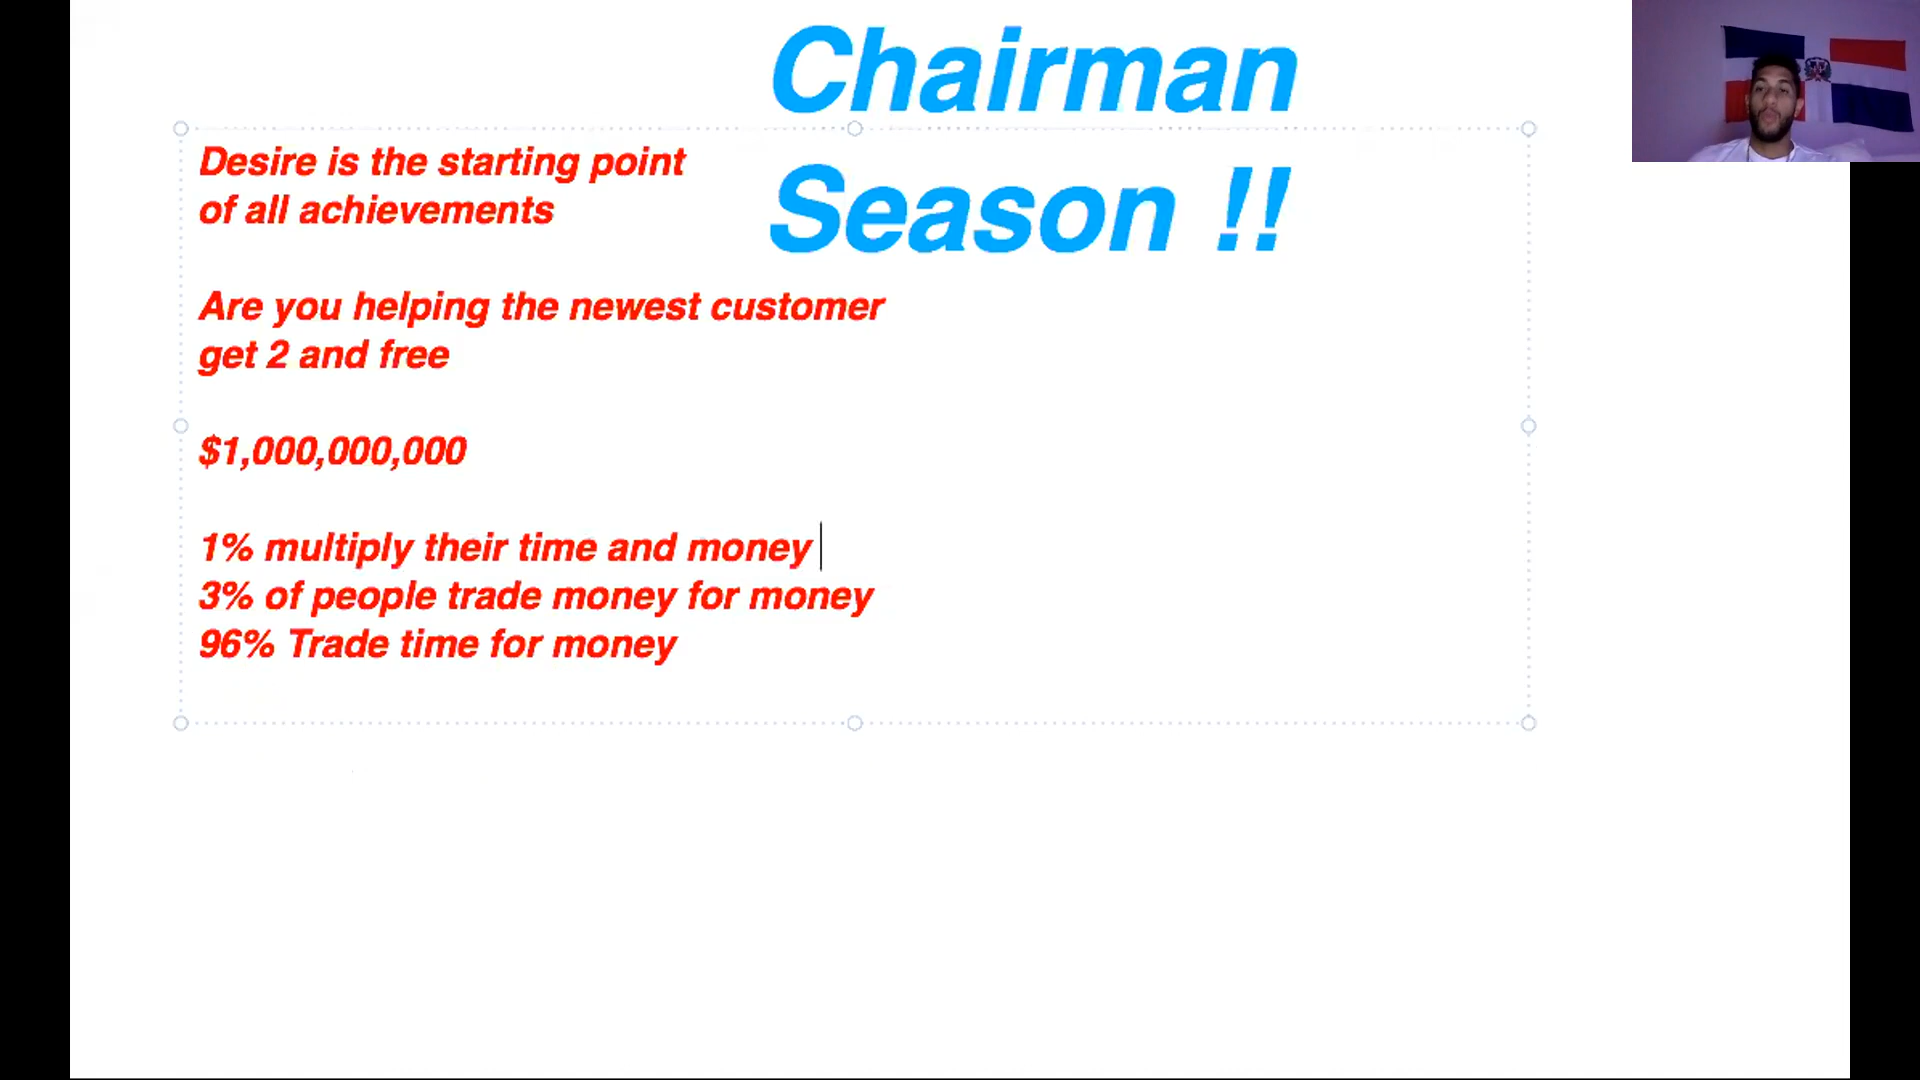 Chairman
Season !!
Desire is the starting point
of all achievements
Are you helping the newest customer
get 2 and free
$1,000,000,000
1% multiply their time and money
3% of people trade money for money
96% Trade time for money